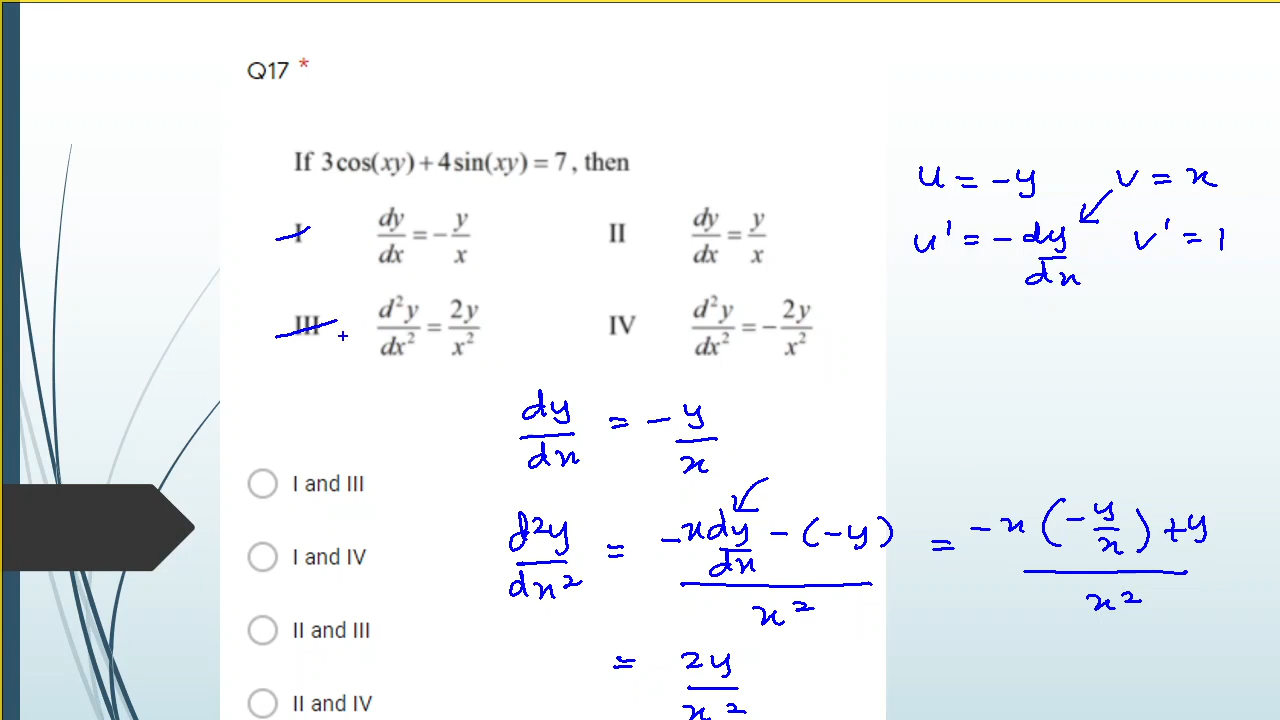 Q17 *
If 3cos(xy)+4sin(xy)=7, then
I dy/dx = -y/x II dy/dx = y/x
III d²y/dx² = 2y/x² IV d²y/dx² = -2y/x²
I and III
I and IV
II and III
II and IV
u = -y v = x
u' = -dy/dx v' = 1
dy/dx = -y/x
d²y/dx² = (-x dy/dx - (-y))/x² = (-x(-y/x)+y)/x²
= 2y/x²